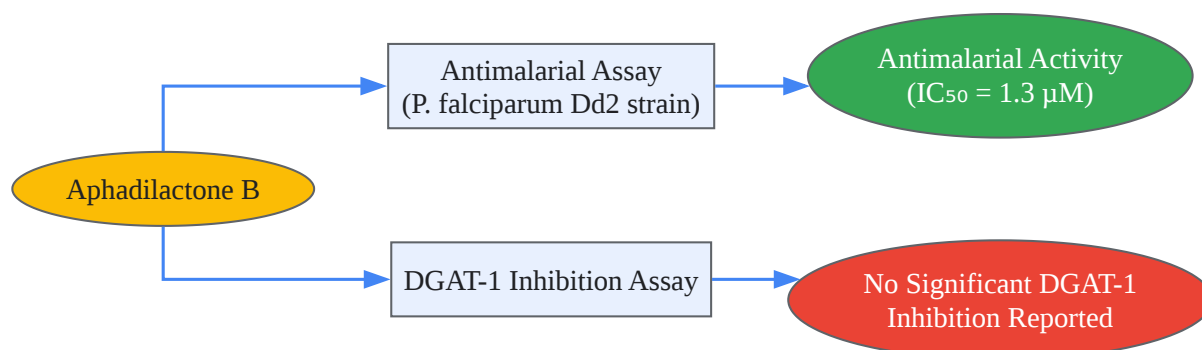 Aphadilactone B
Antimalarial Assay
(P. falciparum Dd2 strain)
Antimalarial Activity
(IC₅₀ = 1.3 µM)
DGAT-1 Inhibition Assay
No Significant DGAT-1
Inhibition Reported